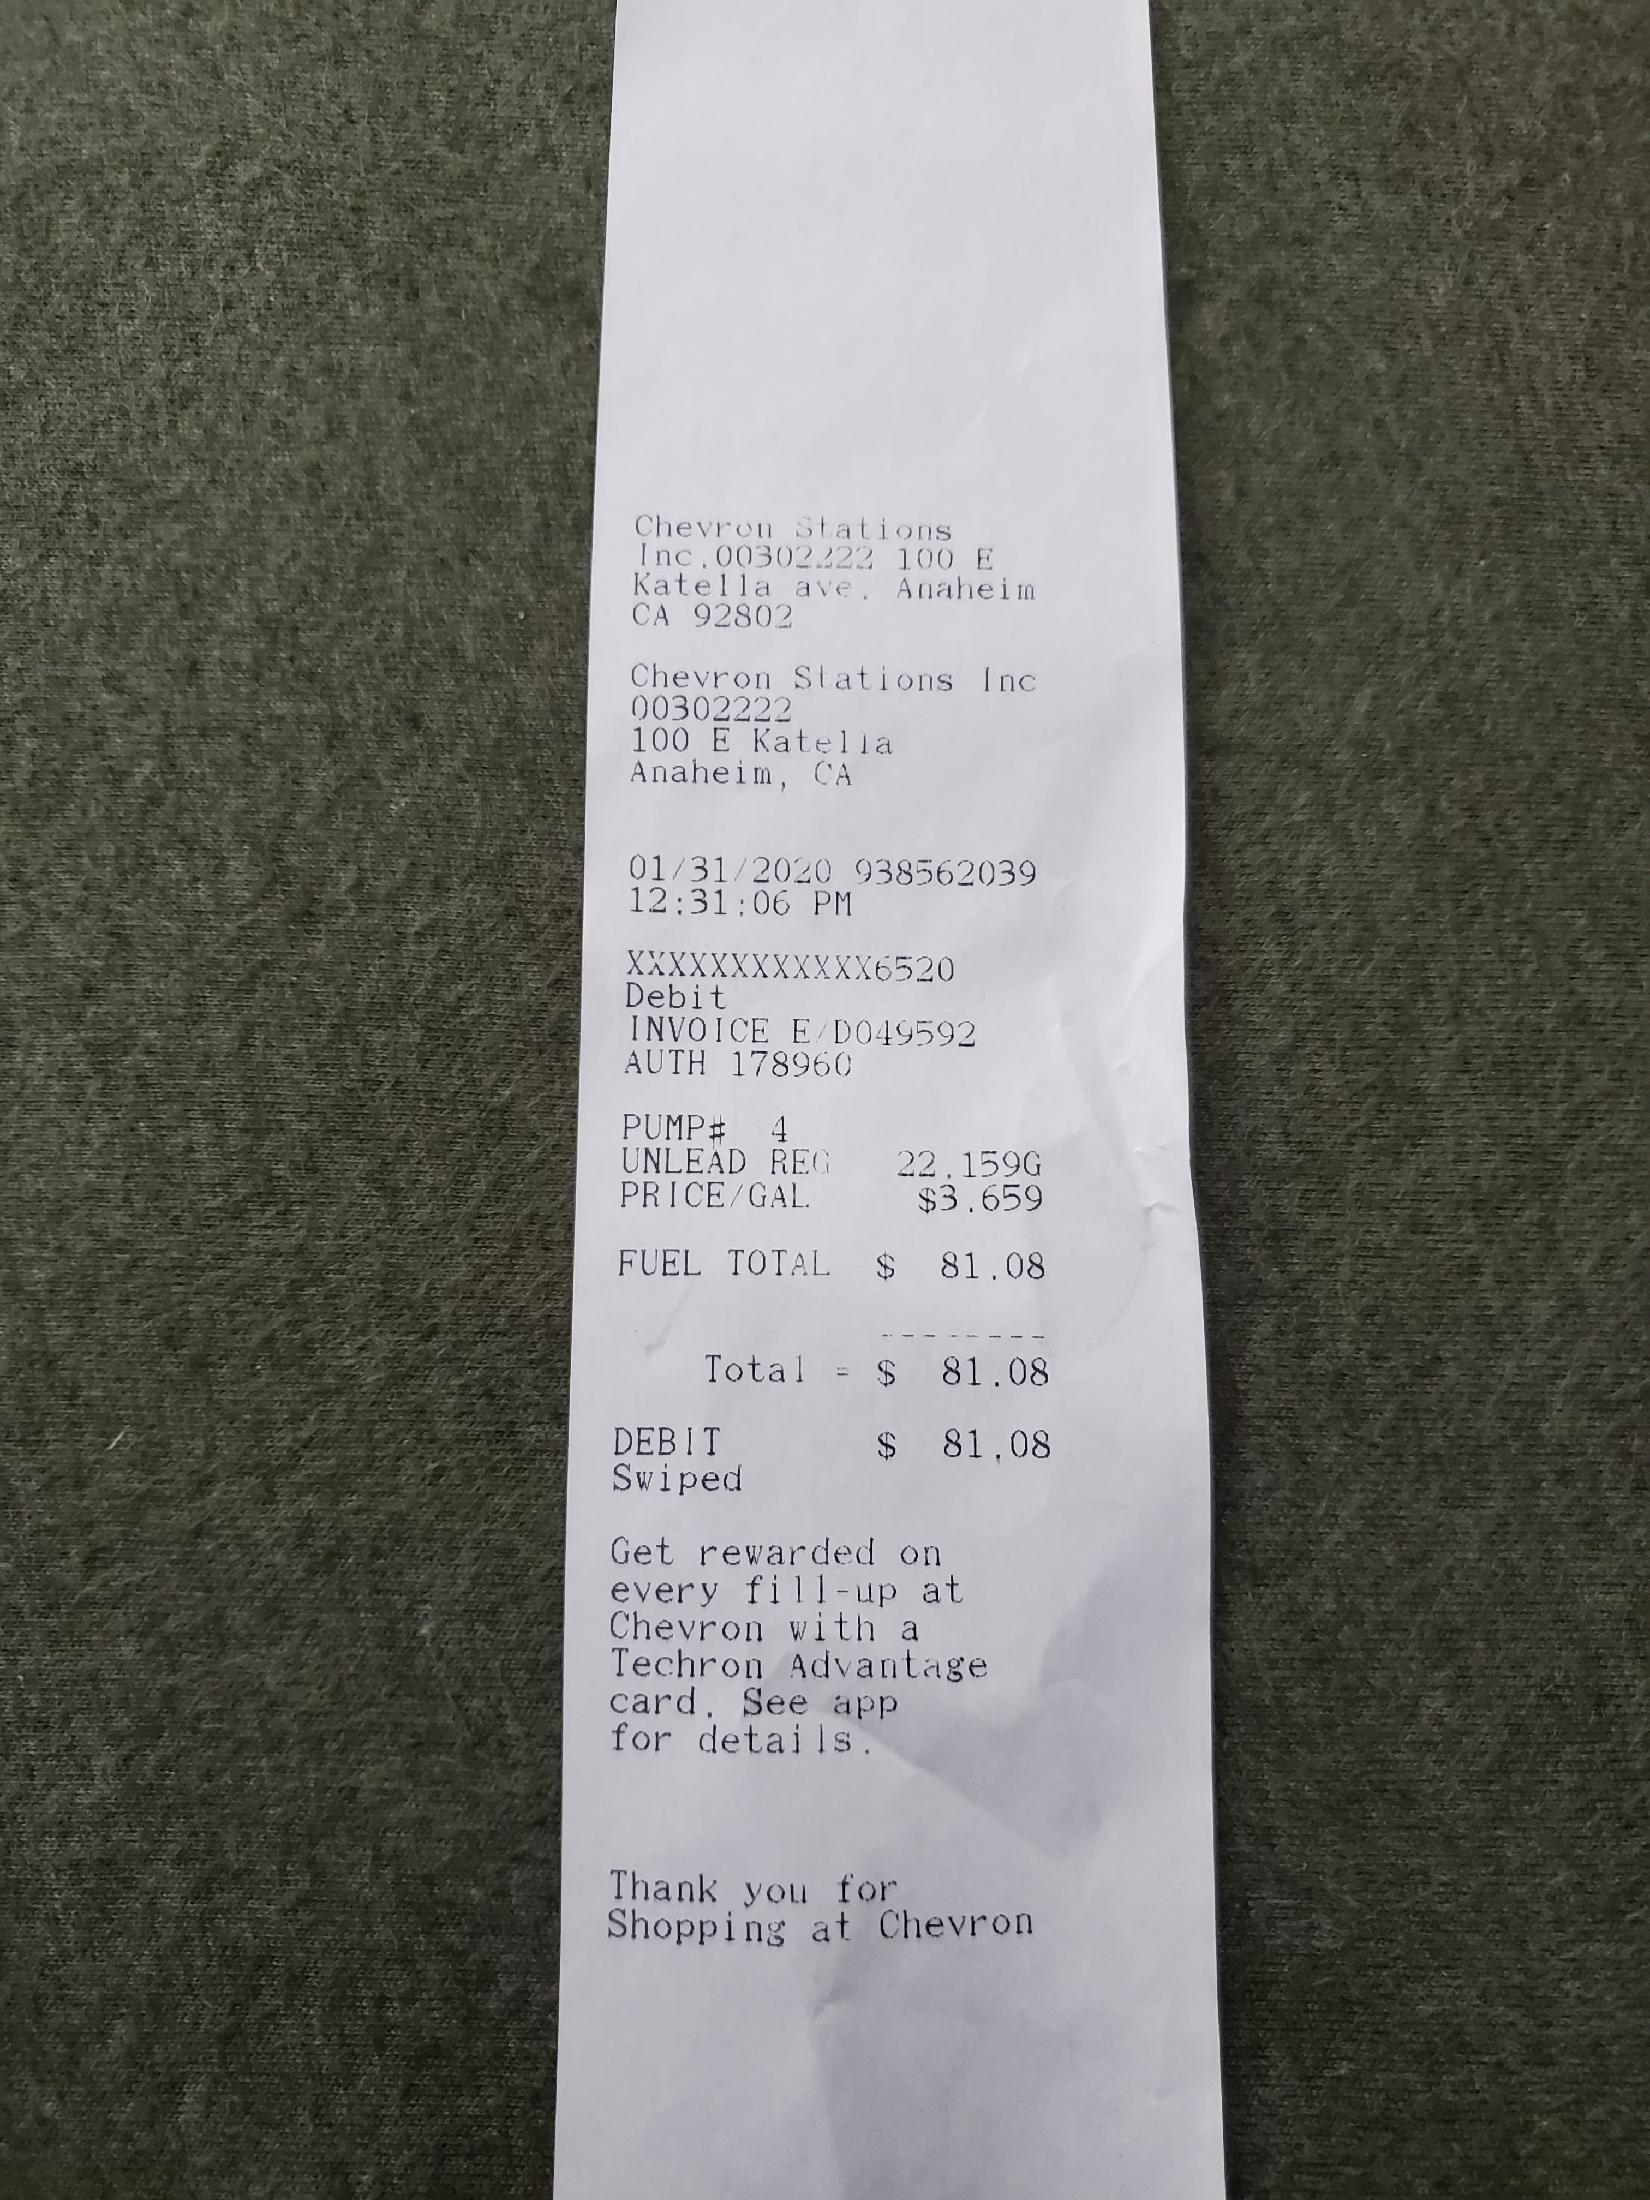 Chevron Stations
Inc.00302222 100 E
Katella ave. Anaheim
CA 92802
Chevron Stations Inc
00302222
100 E Katella
Anaheim, CA
01/31/2020 938562039
12:31:06 PM
XXXXXXXXXXXX6520
Debit
INVOICE E/D049592
AUTH 178960
PUMP# 4
UNLEAD REG 22.159G
PRICE/GAL $3.659
FUEL TOTAL $ 81.08
--------
Total = $ 81.08
DEBIT $ 81.08
Swiped
Get rewarded on
every fill-up at
Chevron with a
Techron Advantage
card. See app
for details.
Thank you for
Shopping at Chevron